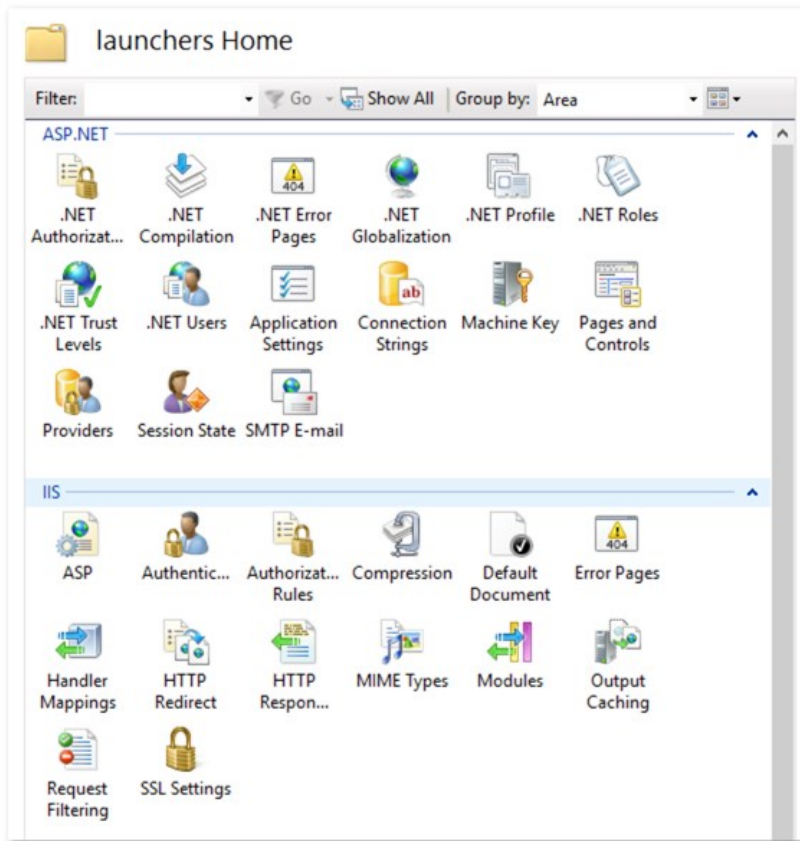 launchers Home
Filter: Go Show All Group by: Area
ASP.NET
.NET Authorizat...
.NET Compilation
.NET Error Pages
.NET Globalization
.NET Profile
.NET Roles
.NET Trust Levels
.NET Users
Application Settings
Connection Strings
Machine Key
Pages and Controls
Providers
Session State
SMTP E-mail
IIS
ASP
Authentic...
Authorizat... Rules
Compression
Default Document
Error Pages
Handler Mappings
HTTP Redirect
HTTP Respon...
MIME Types
Modules
Output Caching
Request Filtering
SSL Settings